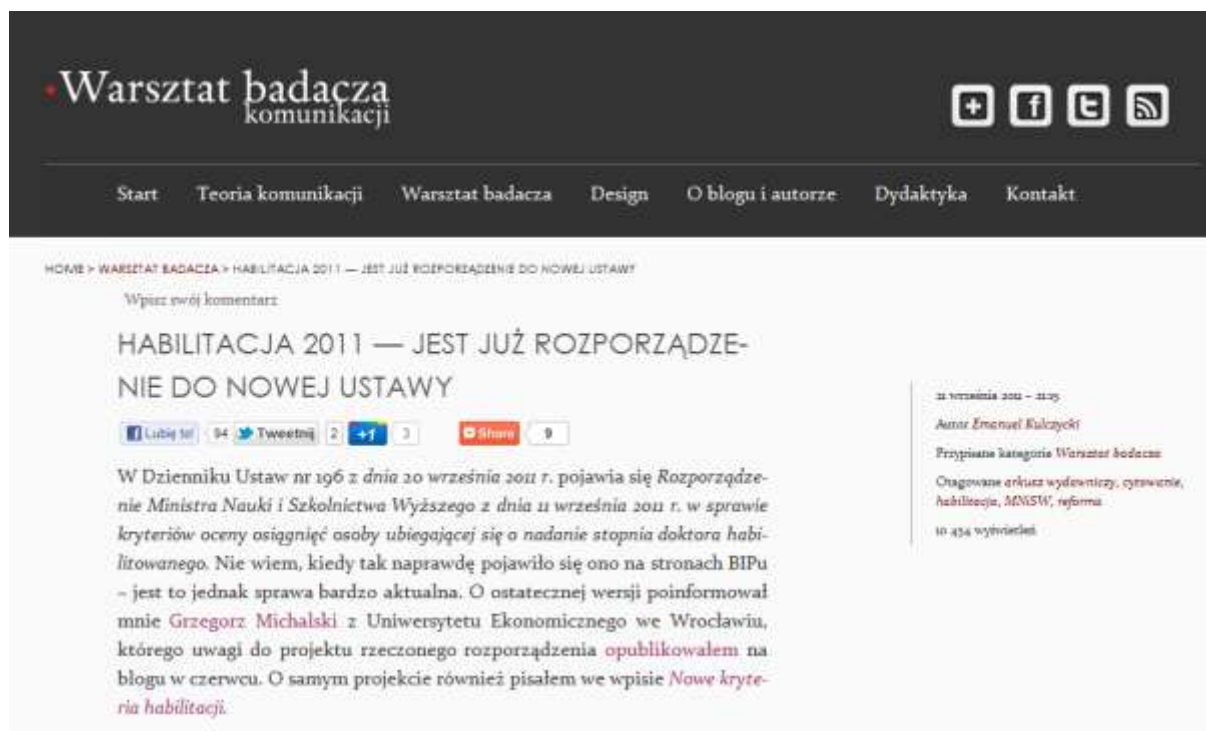 Warsztat badacza
komunikacji
Start Teoria komunikacji Warsztat badacza Design O blogu i autorze Dydaktyka Kontakt
HOME > WARSZTAT BADACZA > HABILITACJA 2011 — JEST JUŻ ROZPORZĄDZENIE DO NOWEJ USTAWY
Wpisz swój komentarz
HABILITACJA 2011 — JEST JUŻ ROZPORZĄDZE-
NIE DO NOWEJ USTAWY
Lubię to! 94 Tweetnij 2 +1 3 Share 9
W Dzienniku Ustaw nr 196 z dnia 20 września 2011 r. pojawia się Rozporządze-
nie Ministra Nauki i Szkolnictwa Wyższego z dnia 11 września 2011 r. w sprawie
kryteriów oceny osiągnięć osoby ubiegającej się o nadanie stopnia doktora habi-
litowanego. Nie wiem, kiedy tak naprawdę pojawiło się ono na stronach BIPu
– jest to jednak sprawa bardzo aktualna. O ostatecznej wersji poinformował
mnie Grzegorz Michalski z Uniwersytetu Ekonomicznego we Wrocławiu,
którego uwagi do projektu rzeczonego rozporządzenia opublikowałem na
blogu w czerwcu. O samym projekcie również pisałem we wpisie Nowe kryte-
ria habilitacji.
21 września 2011 – 21:15
Autor Emanuel Kulczycki
Przypisane kategorie Warsztat badacza
Otagowane arkusz wydawniczy, cytowanie,
habilitacja, MNiSW, reforma
10 454 wyświetleń